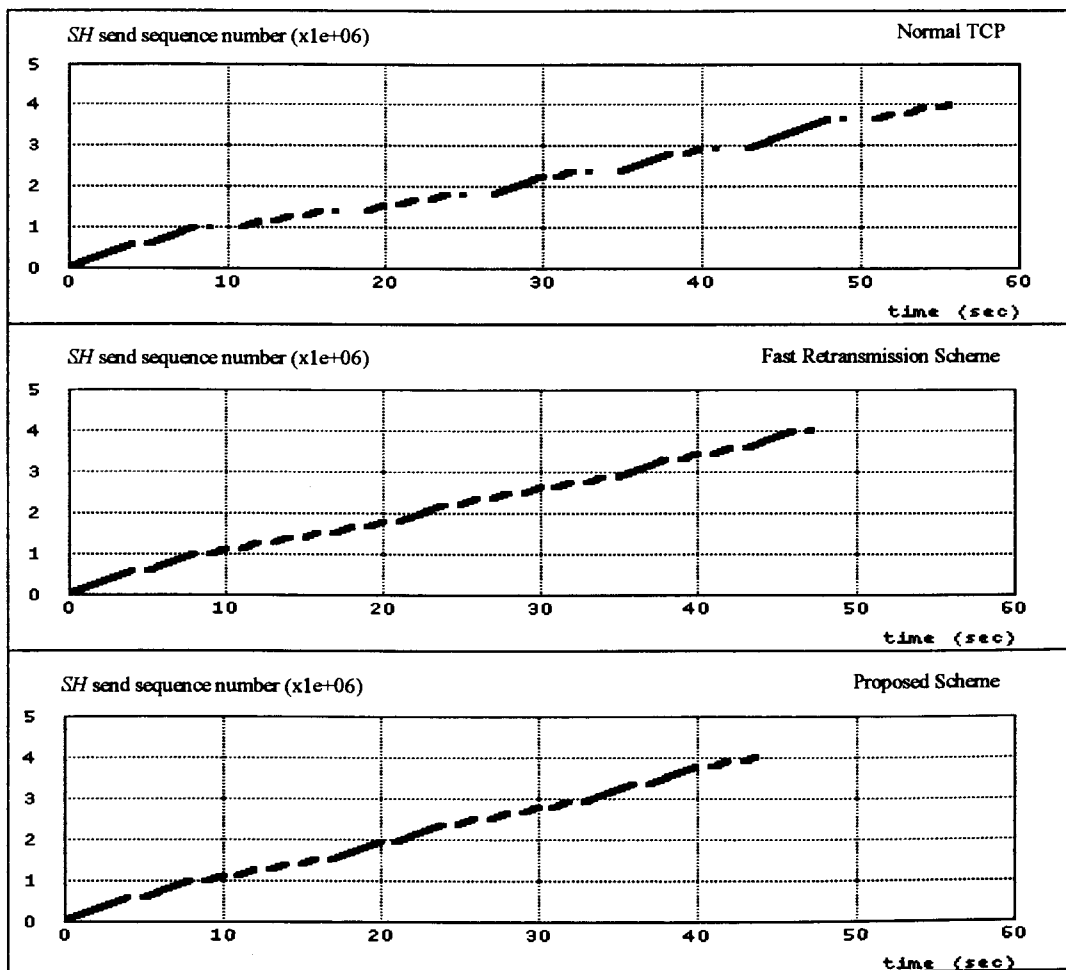 SH send sequence number (x1e+06) Normal TCP
5
4
3
2
1
0
0 10 20 30 40 50 60
time (sec)
SH send sequence number (x1e+06) Fast Retransmission Scheme
5
4
3
2
1
0
0 10 20 30 40 50 60
time (sec)
SH send sequence number (x1e+06) Proposed Scheme
5
4
3
2
1
0
0 10 20 30 40 50 60
time (sec)